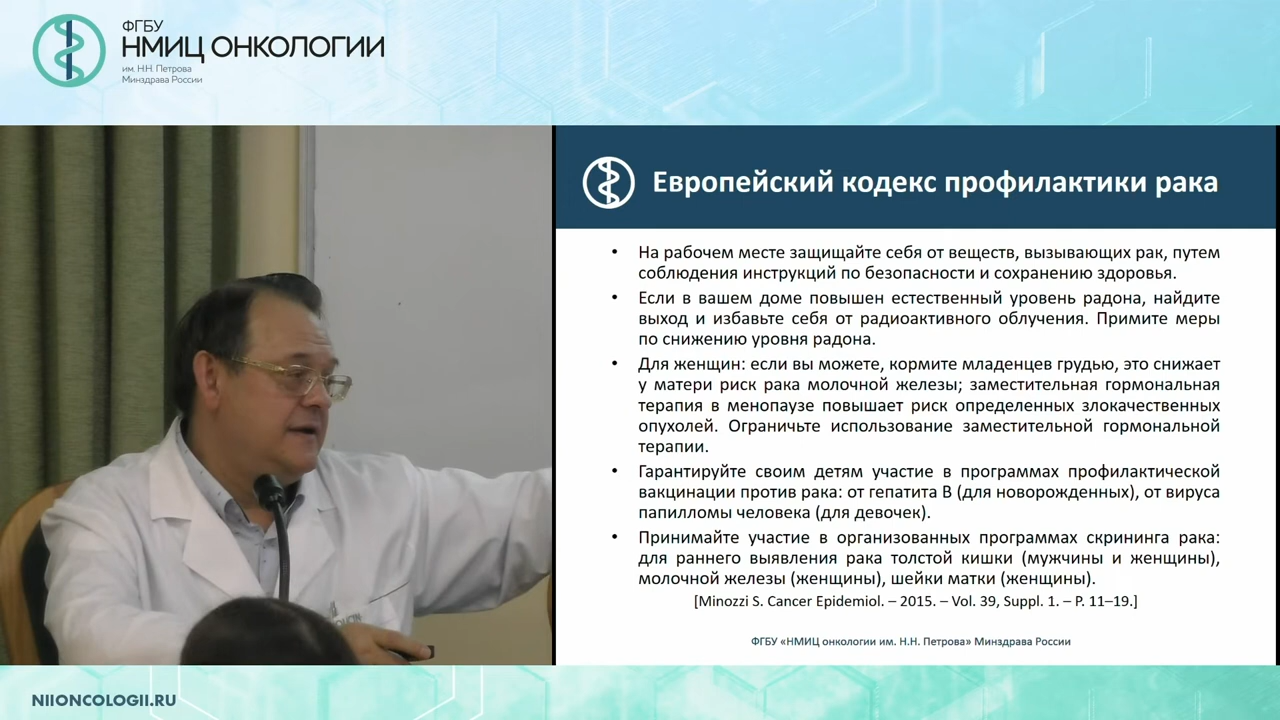 ФГБУ
НМИЦ ОНКОЛОГИИ
им. Н.Н. Петрова
Минздрава России
Европейский кодекс профилактики рака
• На рабочем месте защищайте себя от веществ, вызывающих рак, путем
соблюдения инструкций по безопасности и сохранению здоровья.
• Если в вашем доме повышен естественный уровень радона, найдите
выход и избавьте себя от радиоактивного облучения. Примите меры
по снижению уровня радона.
• Для женщин: если вы можете, кормите младенцев грудью, это снижает
у матери риск рака молочной железы; заместительная гормональная
терапия в менопаузе повышает риск определенных злокачественных
опухолей. Ограничьте использование заместительной гормональной
терапии.
• Гарантируйте своим детям участие в программах профилактической
вакцинации против рака: от гепатита В (для новорожденных), от вируса
папилломы человека (для девочек).
• Принимайте участие в организованных программах скрининга рака:
для раннего выявления рака толстой кишки (мужчины и женщины),
молочной железы (женщины), шейки матки (женщины).
[Minozzi S. Cancer Epidemiol. – 2015. – Vol. 39, Suppl. 1. – P. 11–19.]
ФГБУ «НМИЦ онкологии им. Н.Н. Петрова» Минздрава России
NIIONCOLOGII.RU